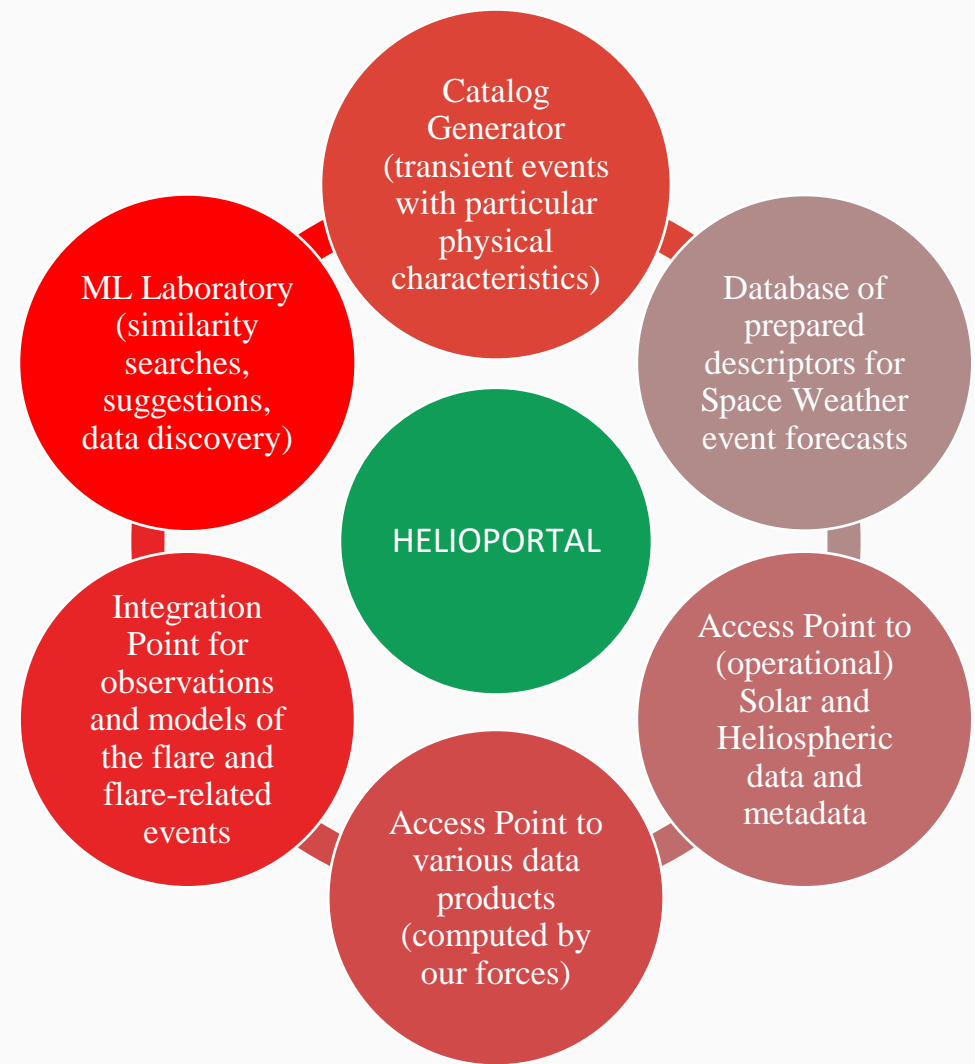 Catalog
Generator
(transient events
with particular
physical
characteristics)
Database of
prepared
descriptors for
Space Weather
event forecasts
Access Point to
(operational)
Solar and
Heliospheric
data and
metadata
Access Point to
various data
products
(computed by
our forces)
Integration
Point for
observations
and models of
the flare and
flare-related
events
ML Laboratory
(similarity
searches,
suggestions,
data discovery)
HELIOPORTAL